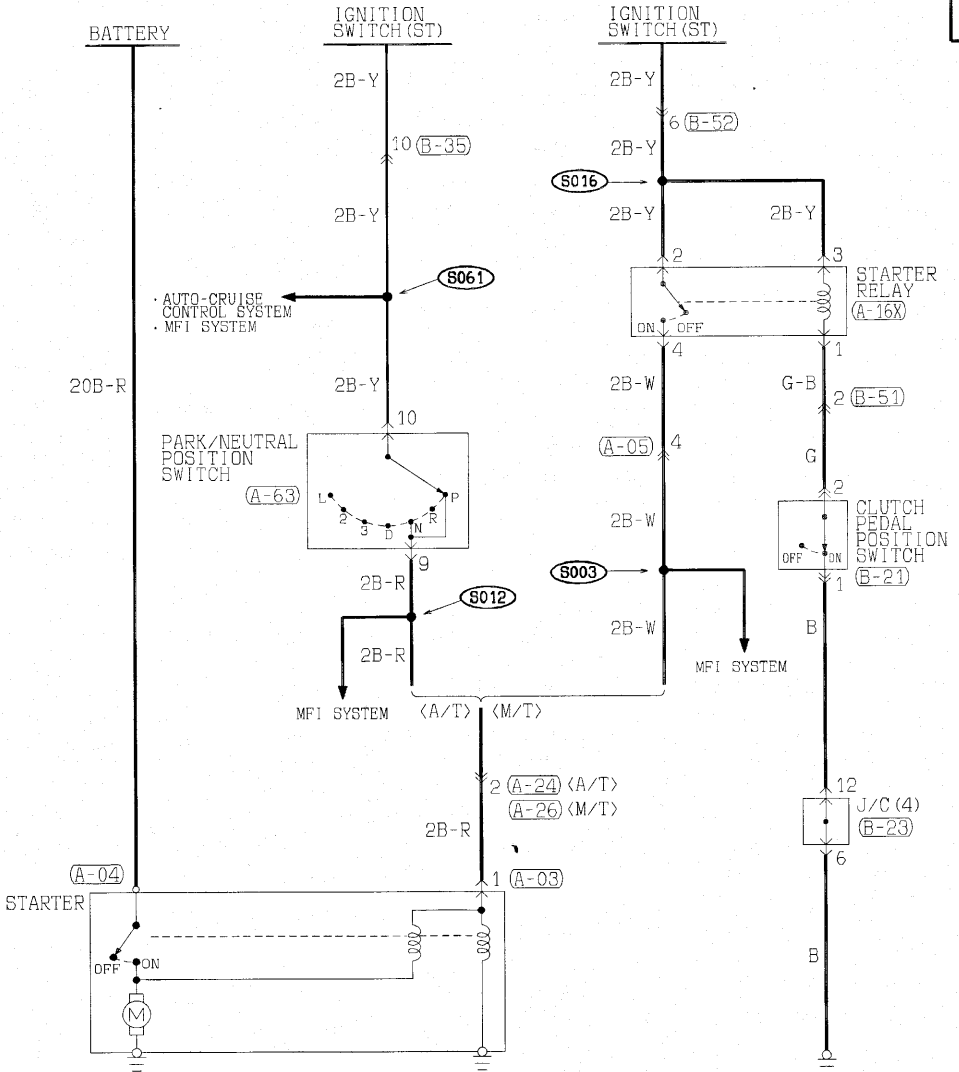 BATTERY
IGNITION
SWITCH(ST)
IGNITION
SWITCH(ST)
2B-Y
2B-Y
10 (B-35)
6 (B-52)
2B-Y
S016
2B-Y
2B-Y
2B-Y
S061
2
3
STARTER
RELAY
(A-16X)
ON
OFF
· AUTO-CRUISE
CONTROL SYSTEM
· MFI SYSTEM
4
1
20B-R
2B-Y
2B-W
G-B
2 (B-51)
10
PARK/NEUTRAL
POSITION
SWITCH
(A-63)
L
2
3
D
N
R
P
(A-05)
4
G
2
CLUTCH
PEDAL
POSITION
SWITCH
(B-21)
OFF
ON
2B-W
9
2B-R
S012
S003
1
2B-R
2B-W
B
MFI SYSTEM
MFI SYSTEM
<A/T> <M/T>
2 (A-24) <A/T>
(A-26) <M/T>
2B-R
12
J/C(4)
(B-23)
6
(A-04)
1 (A-03)
STARTER
OFF
ON
M
B